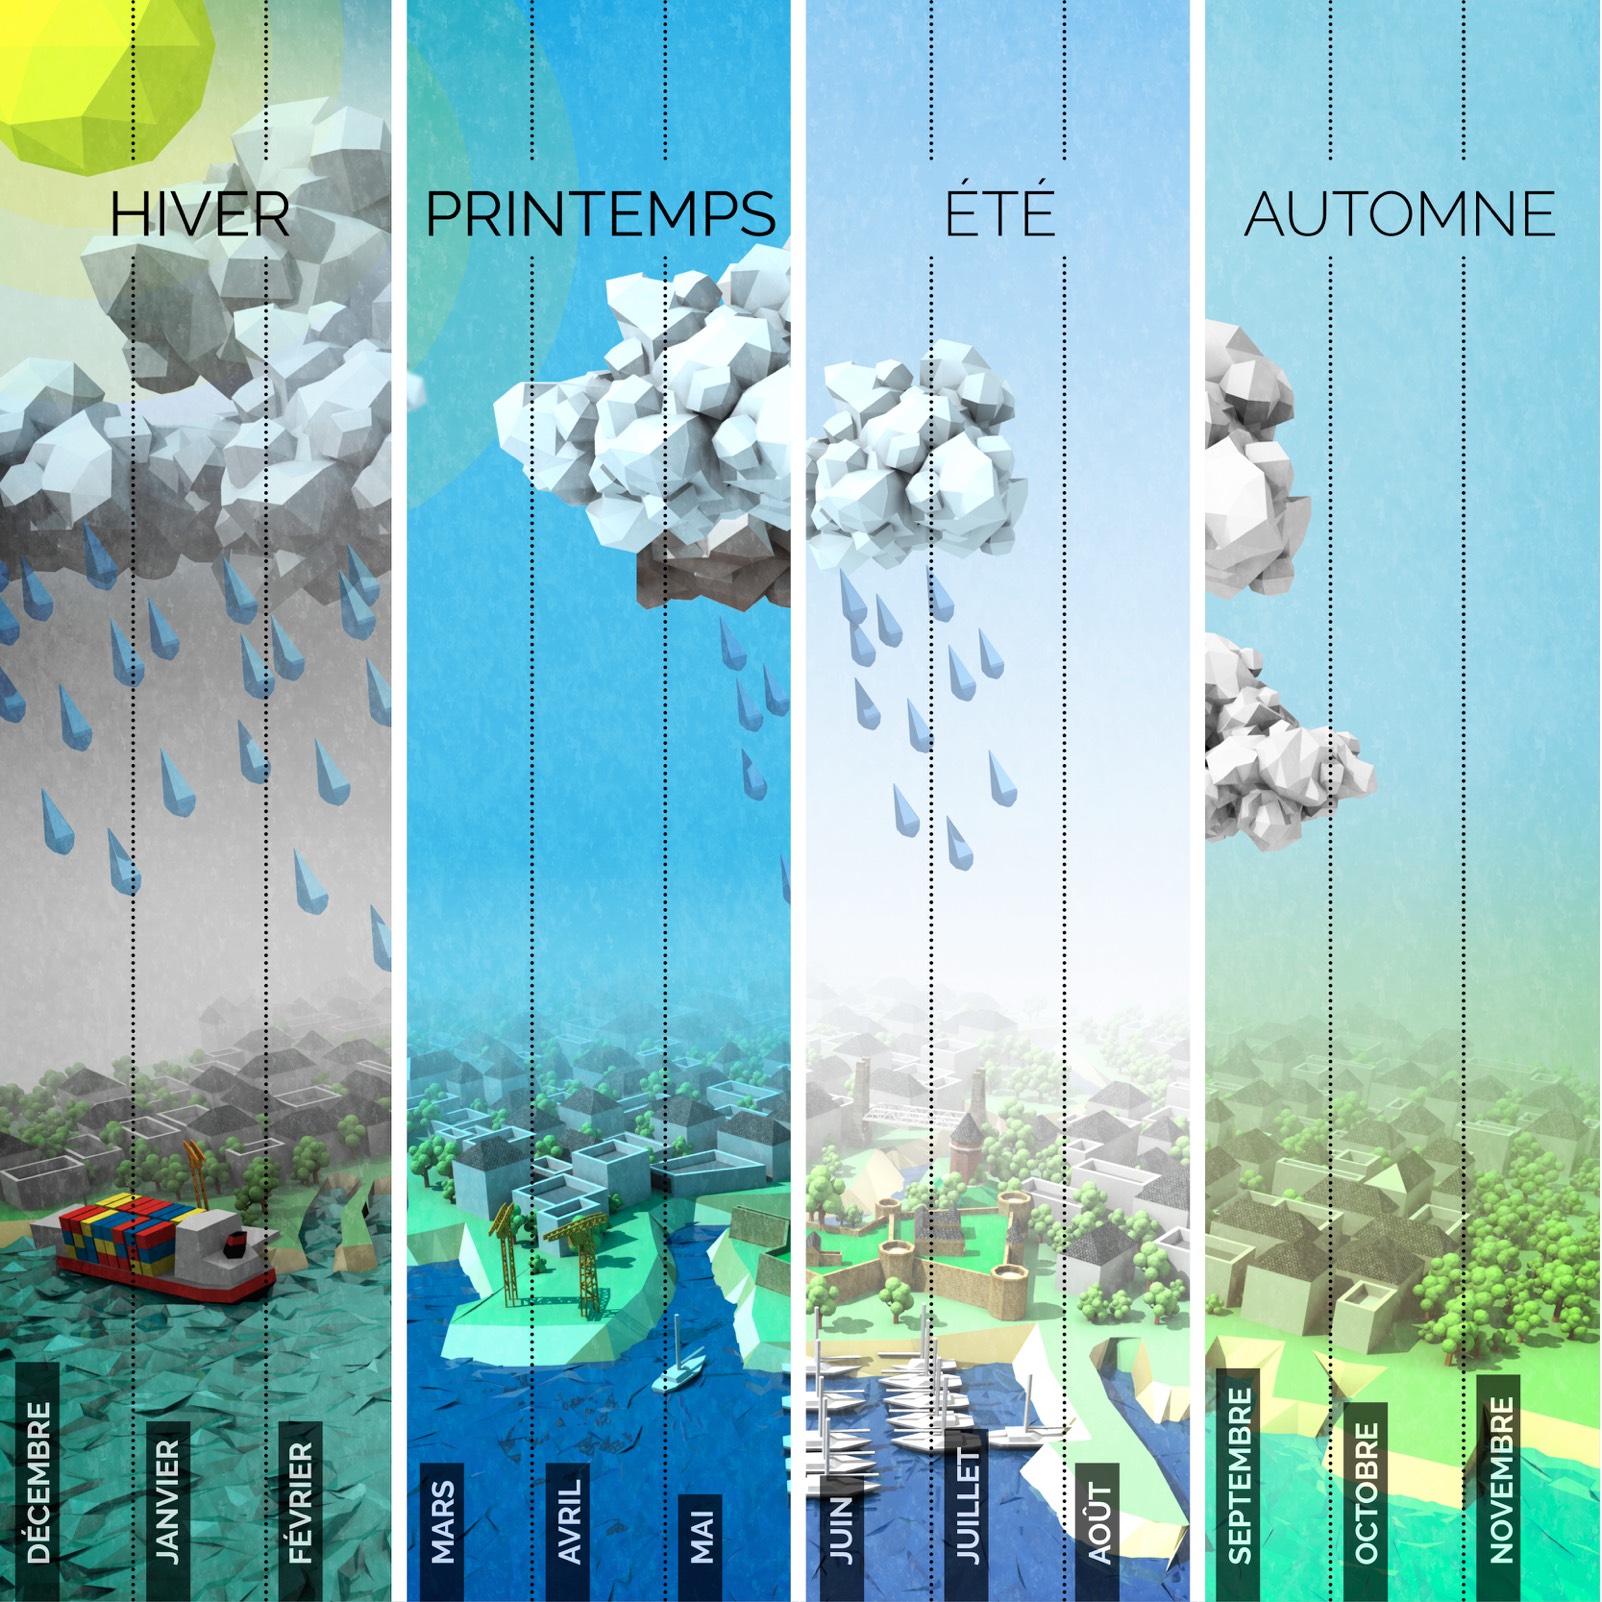 HIVER
PRINTEMPS
ÉTÉ
AUTOMNE
DÉCEMBRE
JANVIER
FÉVRIER
MARS
AVRIL
MAI
JUIN
JUILLET
AOÛT
SEPTEMBRE
OCTOBRE
NOVEMBRE